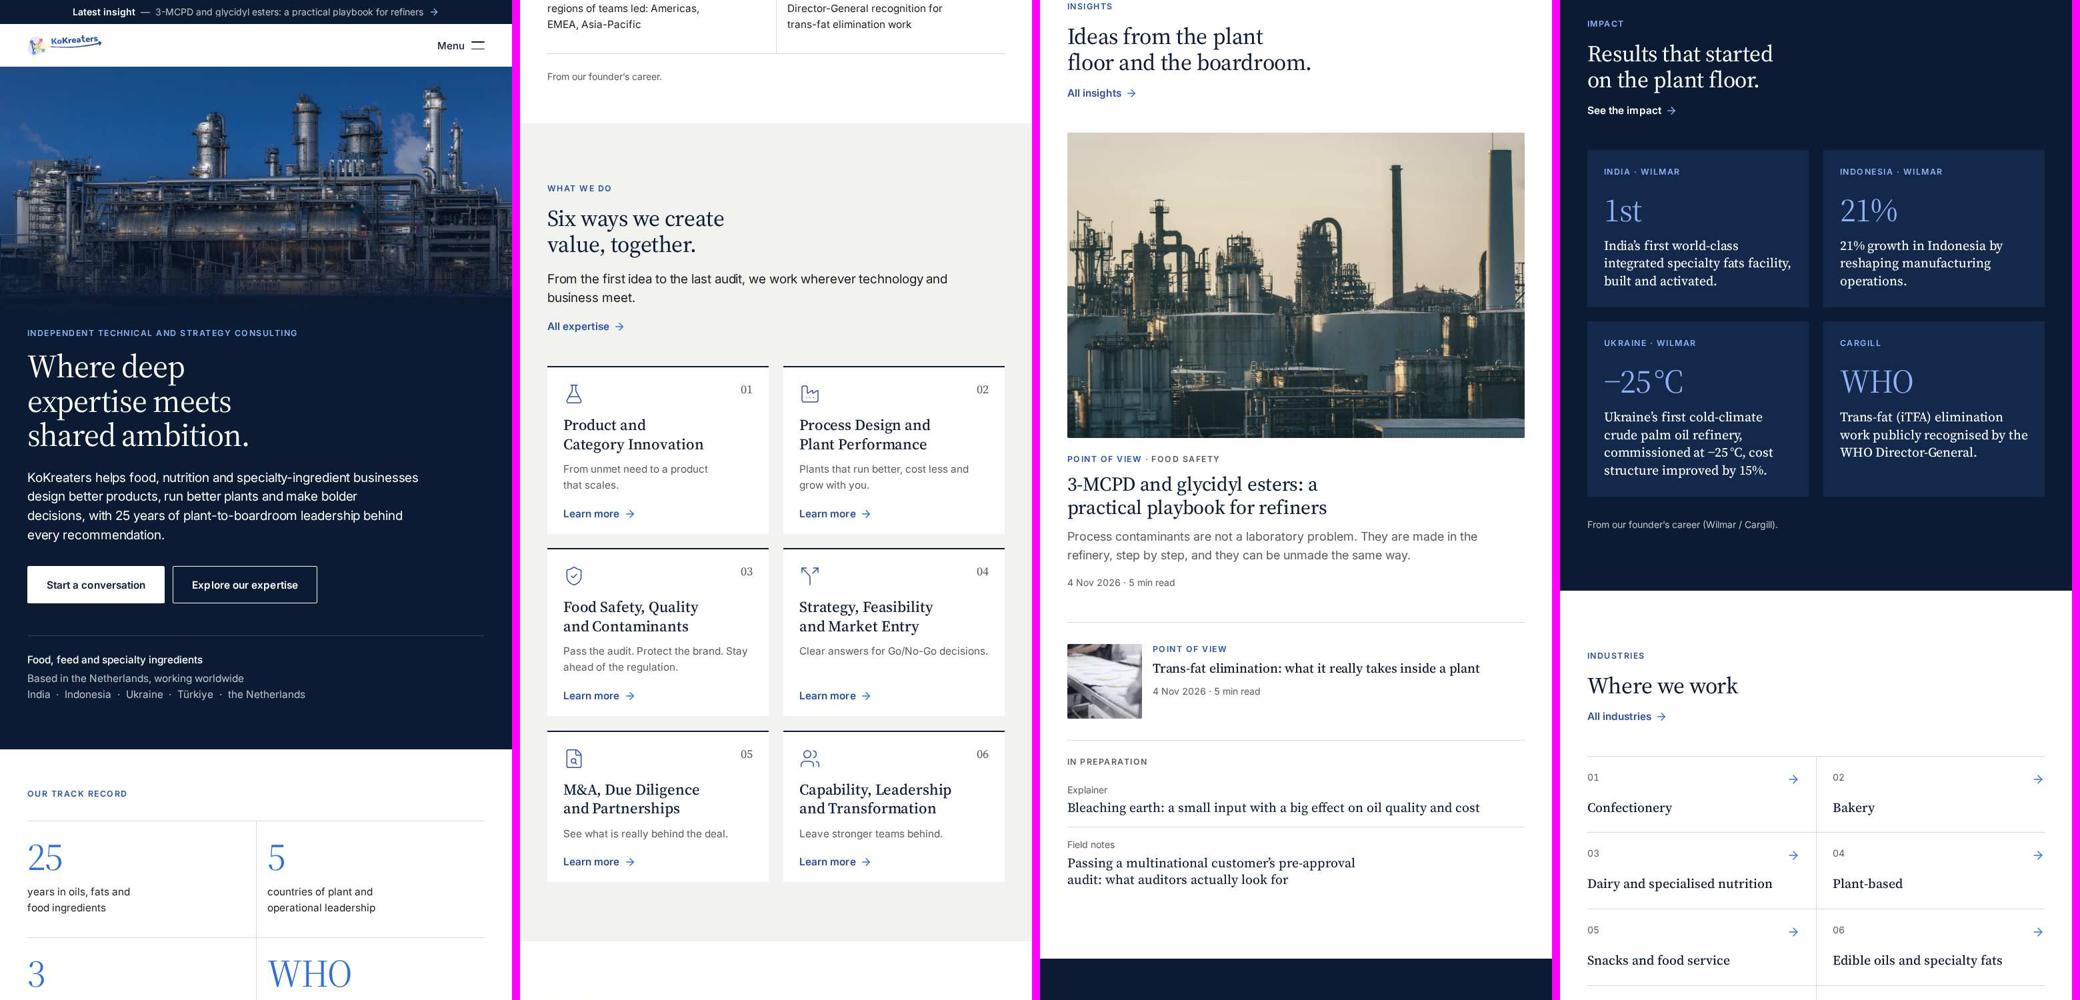 Latest insight — 3-MCPD and glycidyl esters: a practical playbook for refiners →
KoKreaters
Menu
INDEPENDENT TECHNICAL AND STRATEGY CONSULTING
Where deep
expertise meets
shared ambition.
KoKreaters helps food, nutrition and specialty-ingredient businesses
design better products, run better plants and make bolder
decisions, with 25 years of plant-to-boardroom leadership behind
every recommendation.
Start a conversation
Explore our expertise
Food, feed and specialty ingredients
Based in the Netherlands, working worldwide
India · Indonesia · Ukraine · Türkiye · the Netherlands
OUR TRACK RECORD
25
years in oils, fats and
food ingredients
5
countries of plant and
operational leadership
3
WHO
regions of teams led: Americas,
EMEA, Asia-Pacific
Director-General recognition for
trans-fat elimination work
From our founder's career.
WHAT WE DO
Six ways we create
value, together.
From the first idea to the last audit, we work wherever technology and
business meet.
All expertise →
01
Product and
Category Innovation
From unmet need to a product
that scales.
Learn more →
02
Process Design and
Plant Performance
Plants that run better, cost less and
grow with you.
Learn more →
03
Food Safety, Quality
and Contaminants
Pass the audit. Protect the brand. Stay
ahead of the regulation.
Learn more →
04
Strategy, Feasibility
and Market Entry
Clear answers for Go/No-Go decisions.
Learn more →
05
M&A, Due Diligence
and Partnerships
See what is really behind the deal.
Learn more →
06
Capability, Leadership
and Transformation
Leave stronger teams behind.
Learn more →
INSIGHTS
Ideas from the plant
floor and the boardroom.
All insights →
POINT OF VIEW · FOOD SAFETY
3-MCPD and glycidyl esters: a
practical playbook for refiners
Process contaminants are not a laboratory problem. They are made in the
refinery, step by step, and they can be unmade the same way.
4 Nov 2026 · 5 min read
POINT OF VIEW
Trans-fat elimination: what it really takes inside a plant
4 Nov 2026 · 5 min read
IN PREPARATION
Explainer
Bleaching earth: a small input with a big effect on oil quality and cost
Field notes
Passing a multinational customer's pre-approval
audit: what auditors actually look for
IMPACT
Results that started
on the plant floor.
See the impact →
INDIA · WILMAR
1st
India's first world-class
integrated specialty fats facility,
built and activated.
INDONESIA · WILMAR
21%
21% growth in Indonesia by
reshaping manufacturing
operations.
UKRAINE · WILMAR
−25 °C
Ukraine's first cold-climate
crude palm oil refinery,
commissioned at −25 °C, cost
structure improved by 15%.
CARGILL
WHO
Trans-fat (iTFA) elimination
work publicly recognised by the
WHO Director-General.
From our founder's career (Wilmar / Cargill).
INDUSTRIES
Where we work
All industries →
01 →
Confectionery
02 →
Bakery
03 →
Dairy and specialised nutrition
04 →
Plant-based
05 →
Snacks and food service
06 →
Edible oils and specialty fats